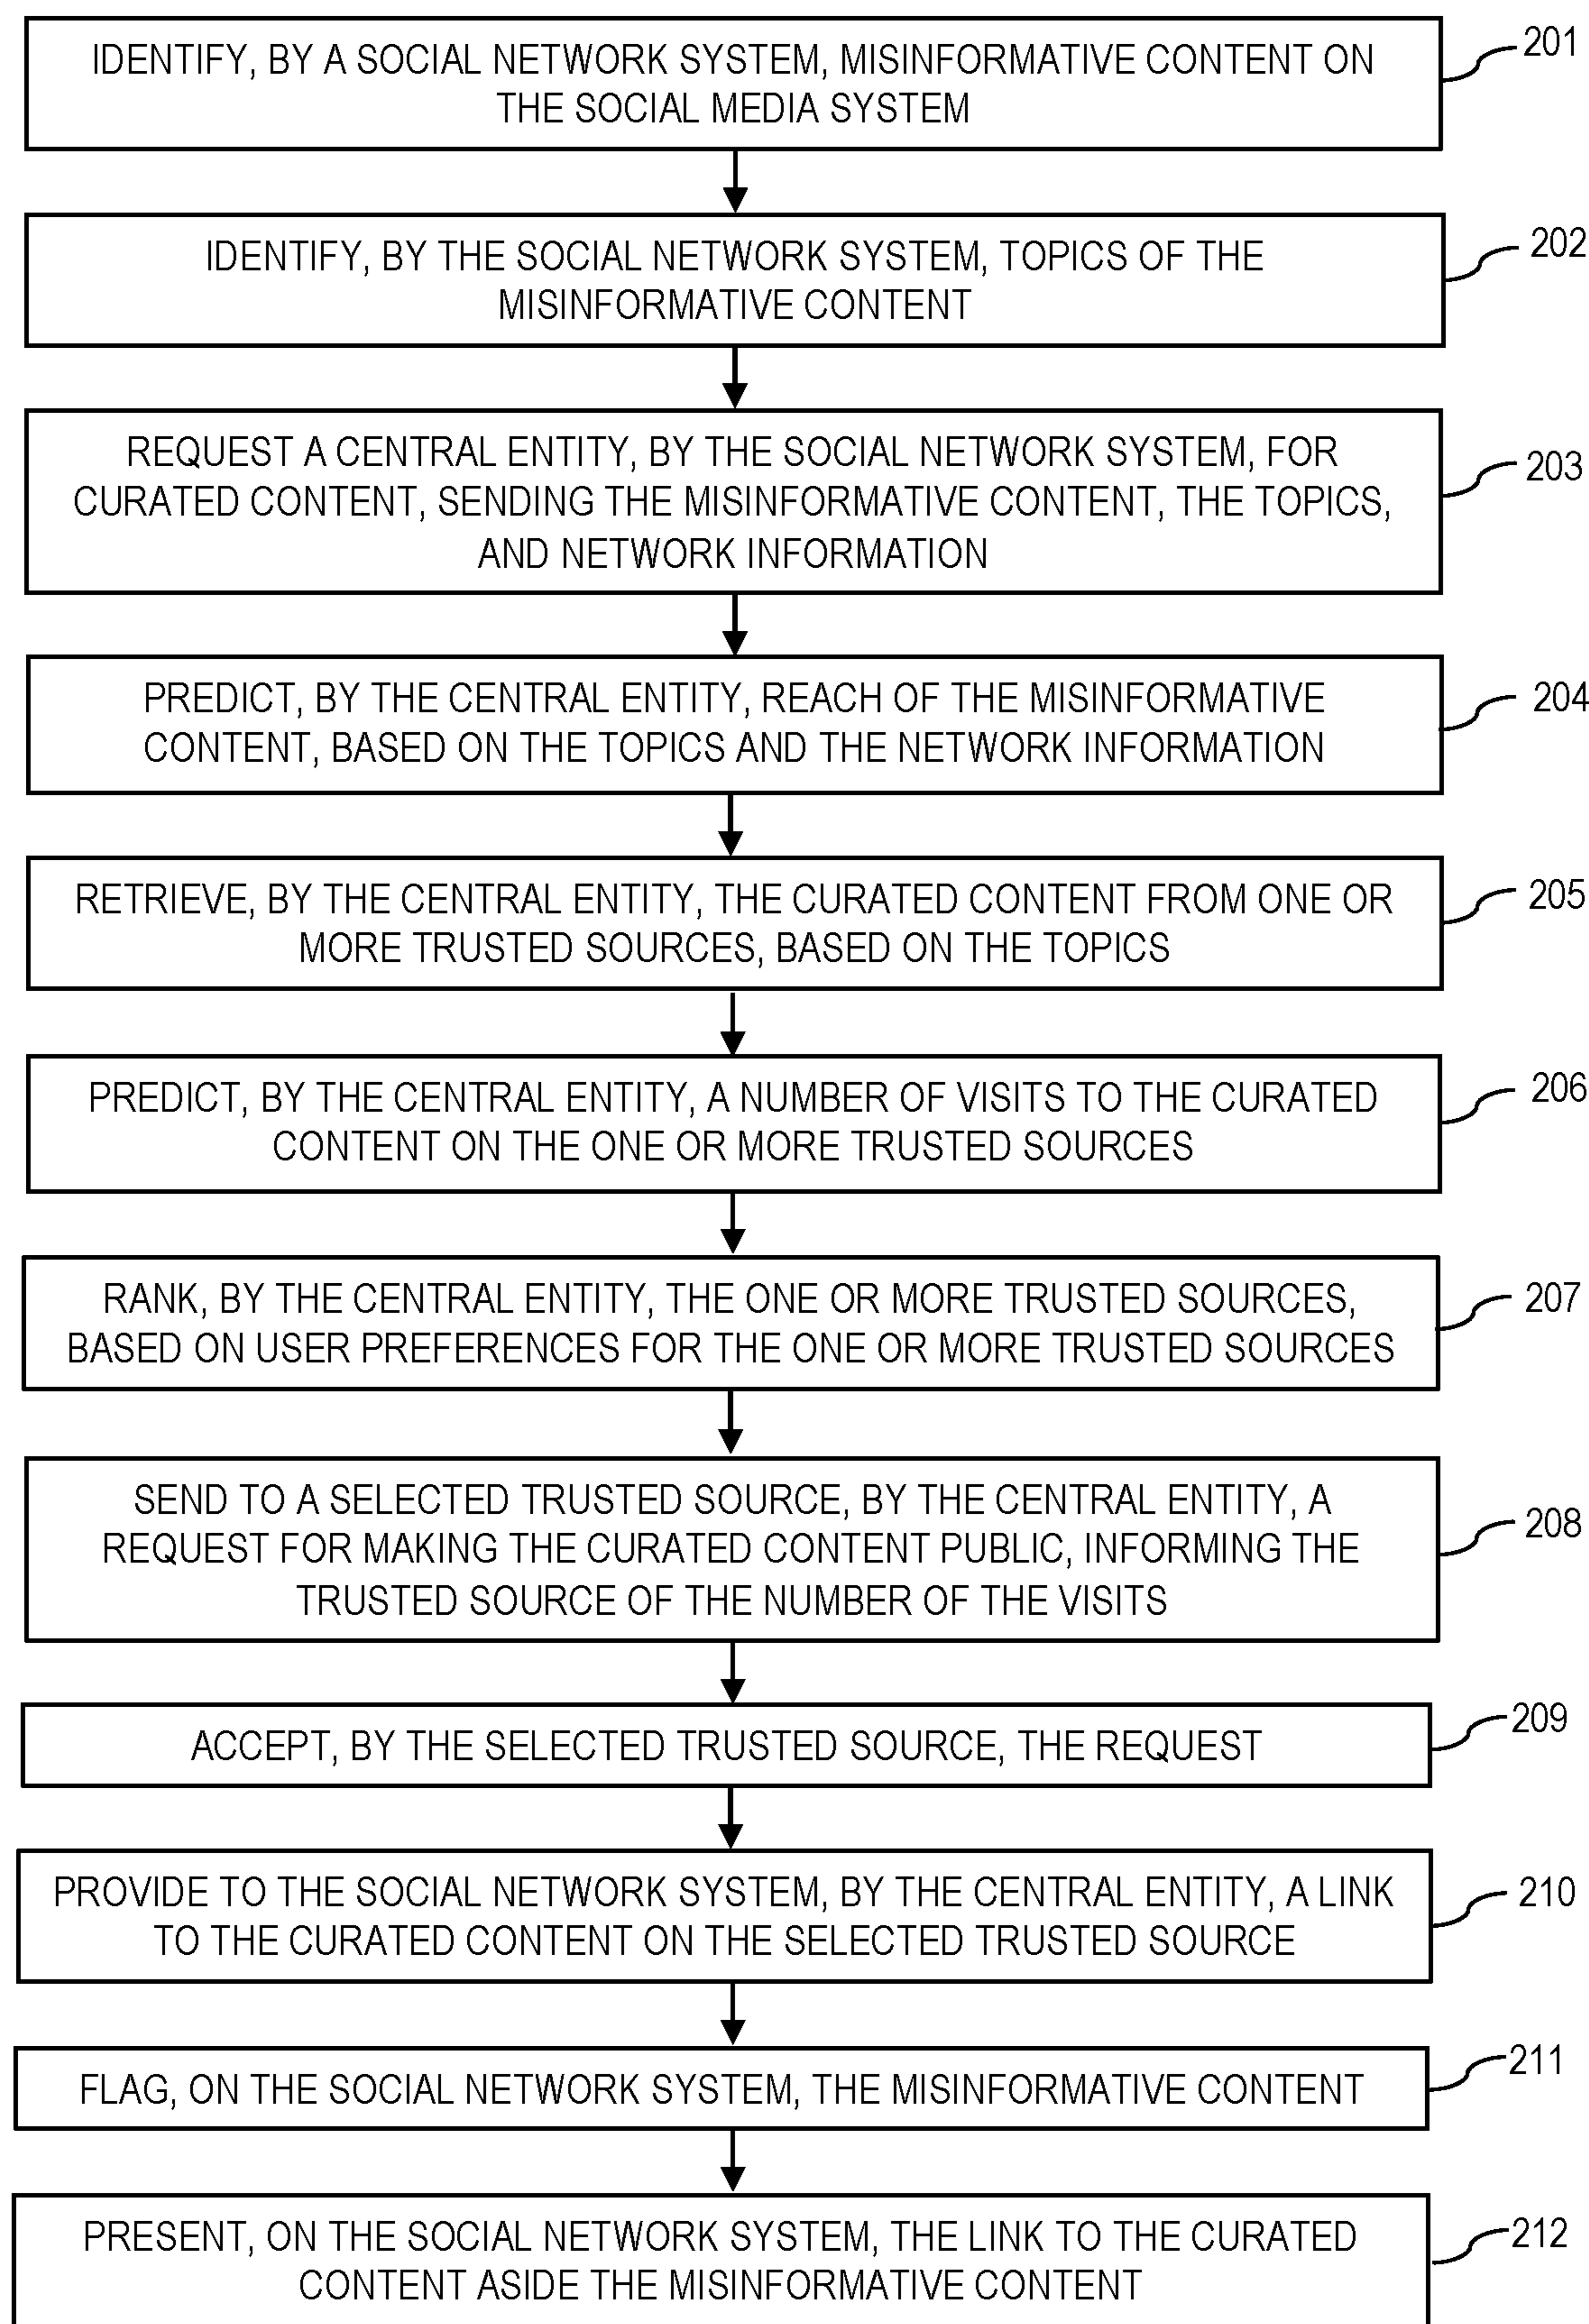 IDENTIFY, BY A SOCIAL NETWORK SYSTEM, MISINFORMATIVE CONTENT ON
THE SOCIAL MEDIA SYSTEM
201
IDENTIFY, BY THE SOCIAL NETWORK SYSTEM, TOPICS OF THE
MISINFORMATIVE CONTENT
202
REQUEST A CENTRAL ENTITY, BY THE SOCIAL NETWORK SYSTEM, FOR
CURATED CONTENT, SENDING THE MISINFORMATIVE CONTENT, THE TOPICS,
AND NETWORK INFORMATION
203
PREDICT, BY THE CENTRAL ENTITY, REACH OF THE MISINFORMATIVE
CONTENT, BASED ON THE TOPICS AND THE NETWORK INFORMATION
204
RETRIEVE, BY THE CENTRAL ENTITY, THE CURATED CONTENT FROM ONE OR
MORE TRUSTED SOURCES, BASED ON THE TOPICS
205
PREDICT, BY THE CENTRAL ENTITY, A NUMBER OF VISITS TO THE CURATED
CONTENT ON THE ONE OR MORE TRUSTED SOURCES
206
RANK, BY THE CENTRAL ENTITY, THE ONE OR MORE TRUSTED SOURCES,
BASED ON USER PREFERENCES FOR THE ONE OR MORE TRUSTED SOURCES
207
SEND TO A SELECTED TRUSTED SOURCE, BY THE CENTRAL ENTITY, A
REQUEST FOR MAKING THE CURATED CONTENT PUBLIC, INFORMING THE
TRUSTED SOURCE OF THE NUMBER OF THE VISITS
208
ACCEPT, BY THE SELECTED TRUSTED SOURCE, THE REQUEST
209
PROVIDE TO THE SOCIAL NETWORK SYSTEM, BY THE CENTRAL ENTITY, A LINK
TO THE CURATED CONTENT ON THE SELECTED TRUSTED SOURCE
210
FLAG, ON THE SOCIAL NETWORK SYSTEM, THE MISINFORMATIVE CONTENT
211
PRESENT, ON THE SOCIAL NETWORK SYSTEM, THE LINK TO THE CURATED
CONTENT ASIDE THE MISINFORMATIVE CONTENT
212